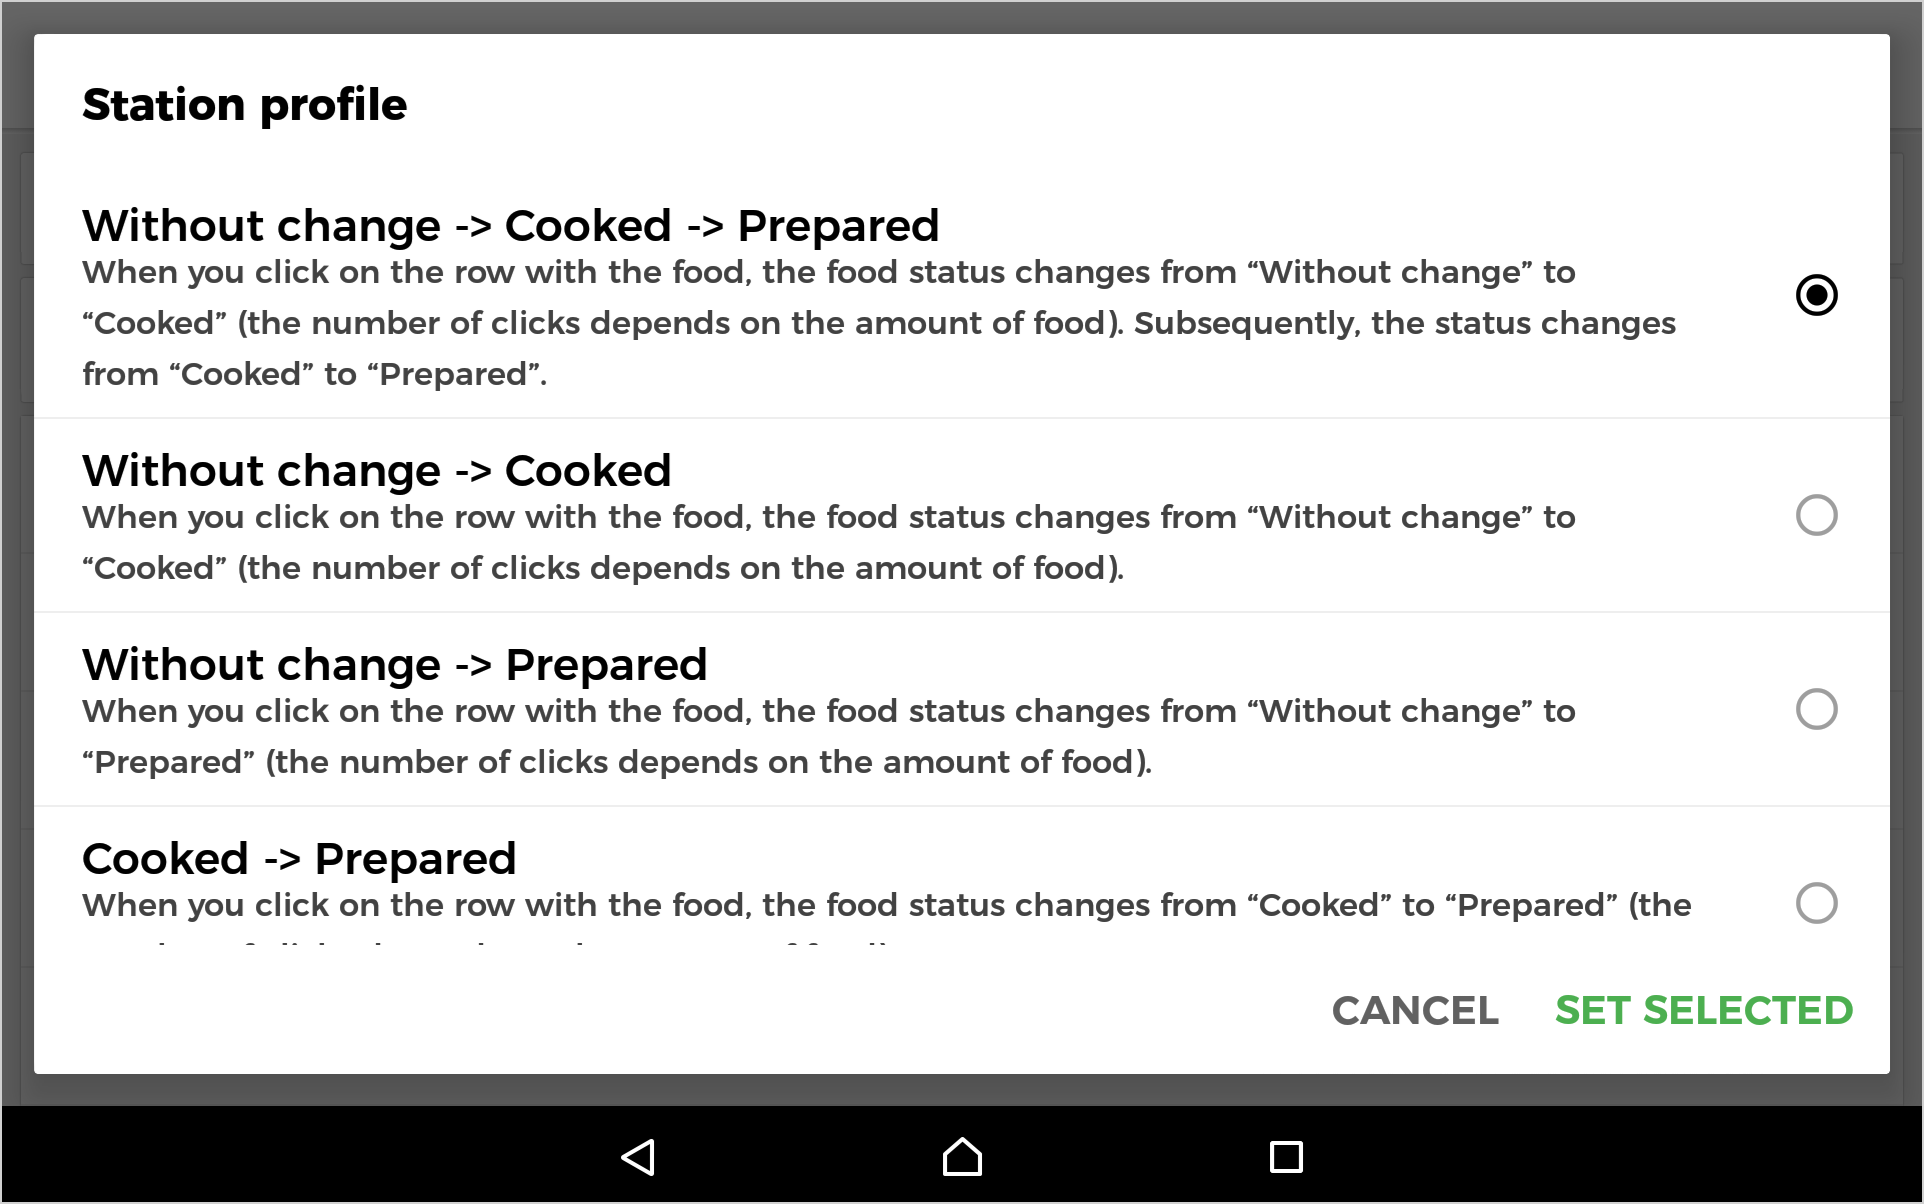 Station profile
Without change -> Cooked -> Prepared
When you click on the row with the food, the food status changes from “Without change” to
“Cooked” (the number of clicks depends on the amount of food). Subsequently, the status changes
from “Cooked” to “Prepared”.
Without change -> Cooked
When you click on the row with the food, the food status changes from “Without change” to
“Cooked” (the number of clicks depends on the amount of food).
Without change -> Prepared
When you click on the row with the food, the food status changes from “Without change” to
“Prepared” (the number of clicks depends on the amount of food).
Cooked -> Prepared
When you click on the row with the food, the food status changes from “Cooked” to “Prepared” (the
CANCEL SET SELECTED